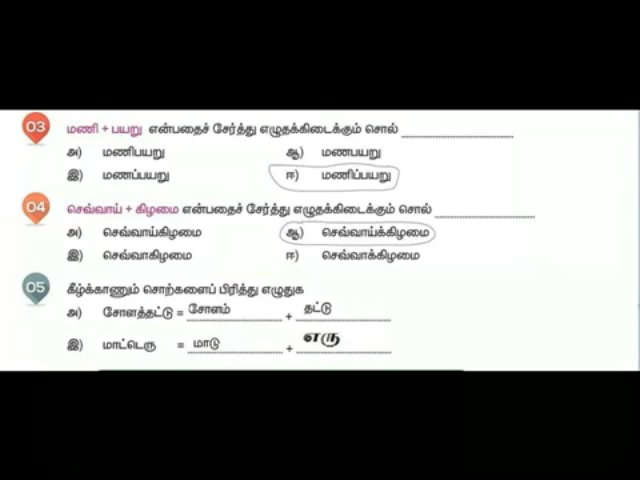 03 மணி + பயறு என்பதைச் சேர்த்து எழுதக்கிடைக்கும் சொல்
அ) மணிபயறு ஆ) மணபயறு
இ) மணப்பயறு ஈ) மணிப்பயறு
04 செவ்வாய் + கிழமை என்பதைச் சேர்த்து எழுதக்கிடைக்கும் சொல்
அ) செவ்வாய்கிழமை ஆ) செவ்வாய்க்கிழமை
இ) செவ்வாகிழமை ஈ) செவ்வாக்கிழமை
05 கீழ்க்காணும் சொற்களைப் பிரித்து எழுதுக
அ) சோளத்தட்டு = சோளம் + தட்டு
இ) மாட்டெரு = மாடு + எரு